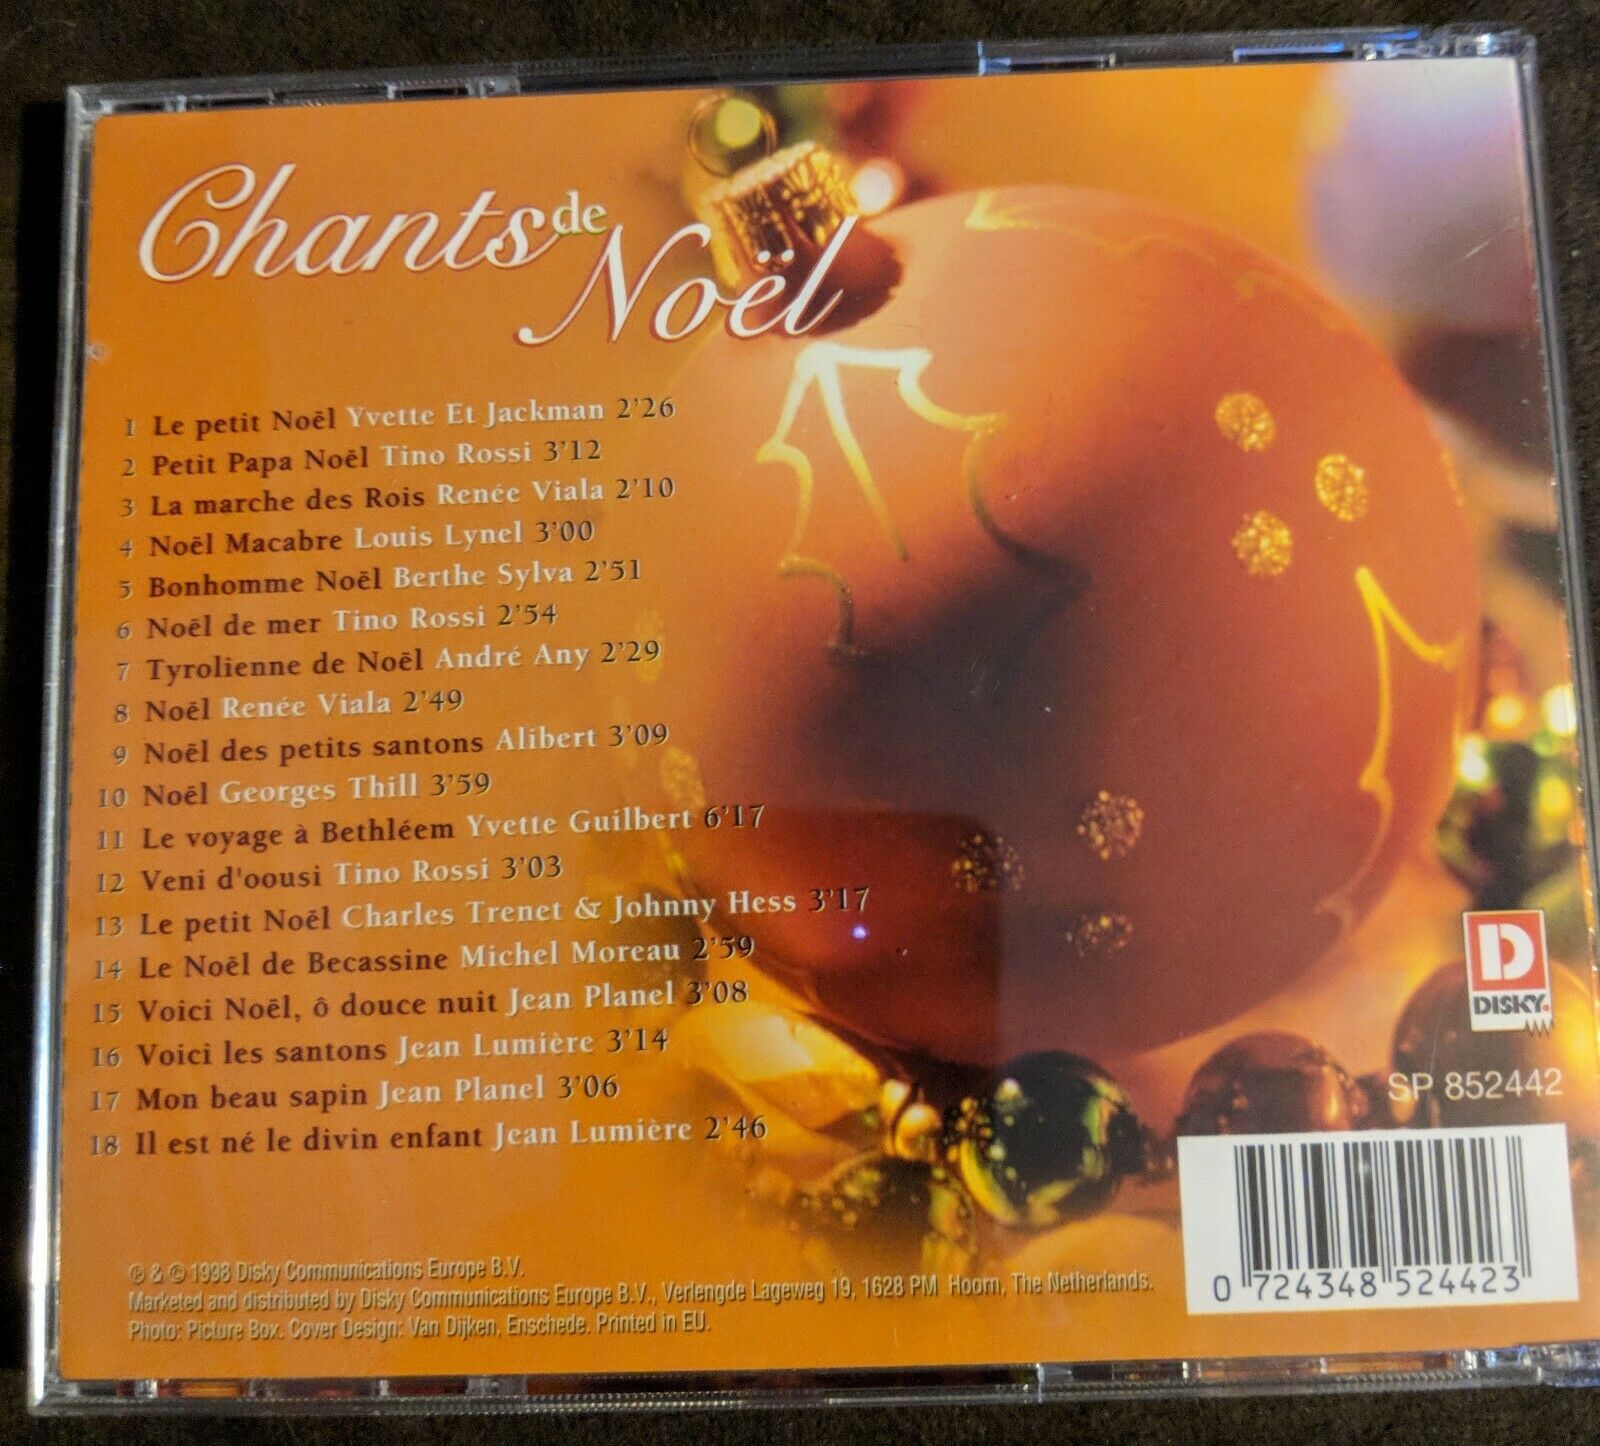 Chants de
Noël
1 Le petit Noël Yvette Et Jackman 2'26
2 Petit Papa Noël Tino Rossi 3'12
3 La marche des Rois Renée Viala 2'10
4 Noël Macabre Louis Lynel 3'00
5 Bonhomme Noël Berthe Sylva 2'51
6 Noël de mer Tino Rossi 2'54
7 Tyrolienne de Noël André Any 2'29
8 Noël Renée Viala 2'49
9 Noël des petits santons Alibert 3'09
10 Noël Georges Thill 3'59
11 Le voyage à Bethléem Yvette Guilbert 6'17
12 Veni d'oousi Tino Rossi 3'03
13 Le petit Noël Charles Trenet & Johnny Hess 3'17
14 Le Noël de Becassine Michel Moreau 2'59
15 Voici Noël, ô douce nuit Jean Planel 3'08
16 Voici les santons Jean Lumière 3'14
17 Mon beau sapin Jean Planel 3'06
18 Il est né le divin enfant Jean Lumière 2'46
D
DISKY.
SP 852442
℗ & © 1998 Disky Communications Europe B.V.
Marketed and distributed by Disky Communications Europe B.V., Verlengde Lageweg 19, 1628 PM Hoorn, The Netherlands.
Photo: Picture Box. Cover Design: Van Dijken, Enschede. Printed in EU.
0 724348 524423